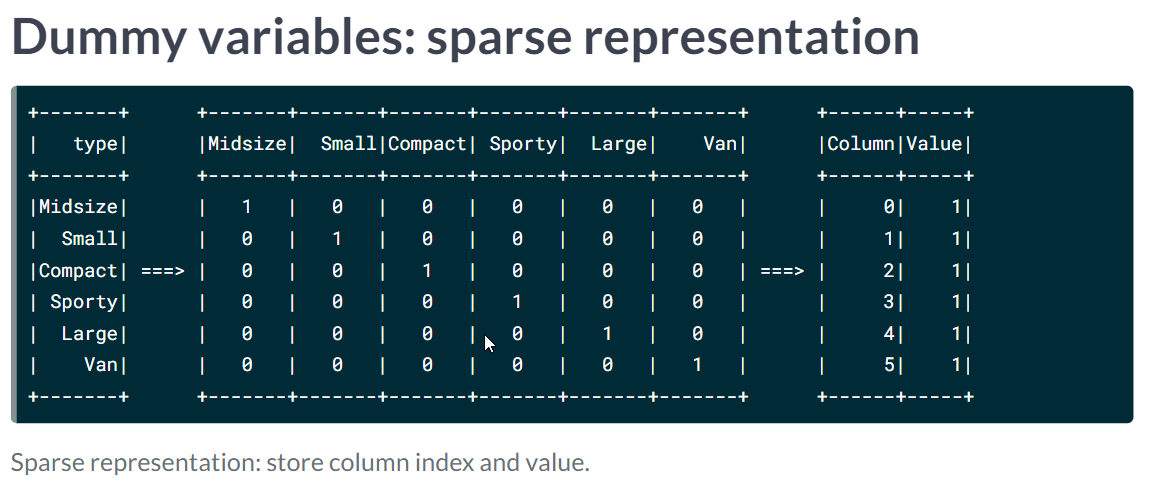 Dummy variables: sparse representation
+-------+      +-------+-------+-------+-------+-------+-------+      +------+-----+
|   type|      |Midsize|  Small|Compact| Sporty|  Large|    Van|      |Column|Value|
+-------+      +-------+-------+-------+-------+-------+-------+      +------+-----+
|Midsize|      |   1   |   0   |   0   |   0   |   0   |   0   |      |     0|    1|
|  Small|      |   0   |   1   |   0   |   0   |   0   |   0   |      |     1|    1|
|Compact| ===> |   0   |   0   |   1   |   0   |   0   |   0   | ===> |     2|    1|
| Sporty|      |   0   |   0   |   0   |   1   |   0   |   0   |      |     3|    1|
|  Large|      |   0   |   0   |   0   |   0   |   1   |   0   |      |     4|    1|
|    Van|      |   0   |   0   |   0   |   0   |   0   |   1   |      |     5|    1|
+-------+      +-------+-------+-------+-------+-------+-------+      +------+-----+
Sparse representation: store column index and value.